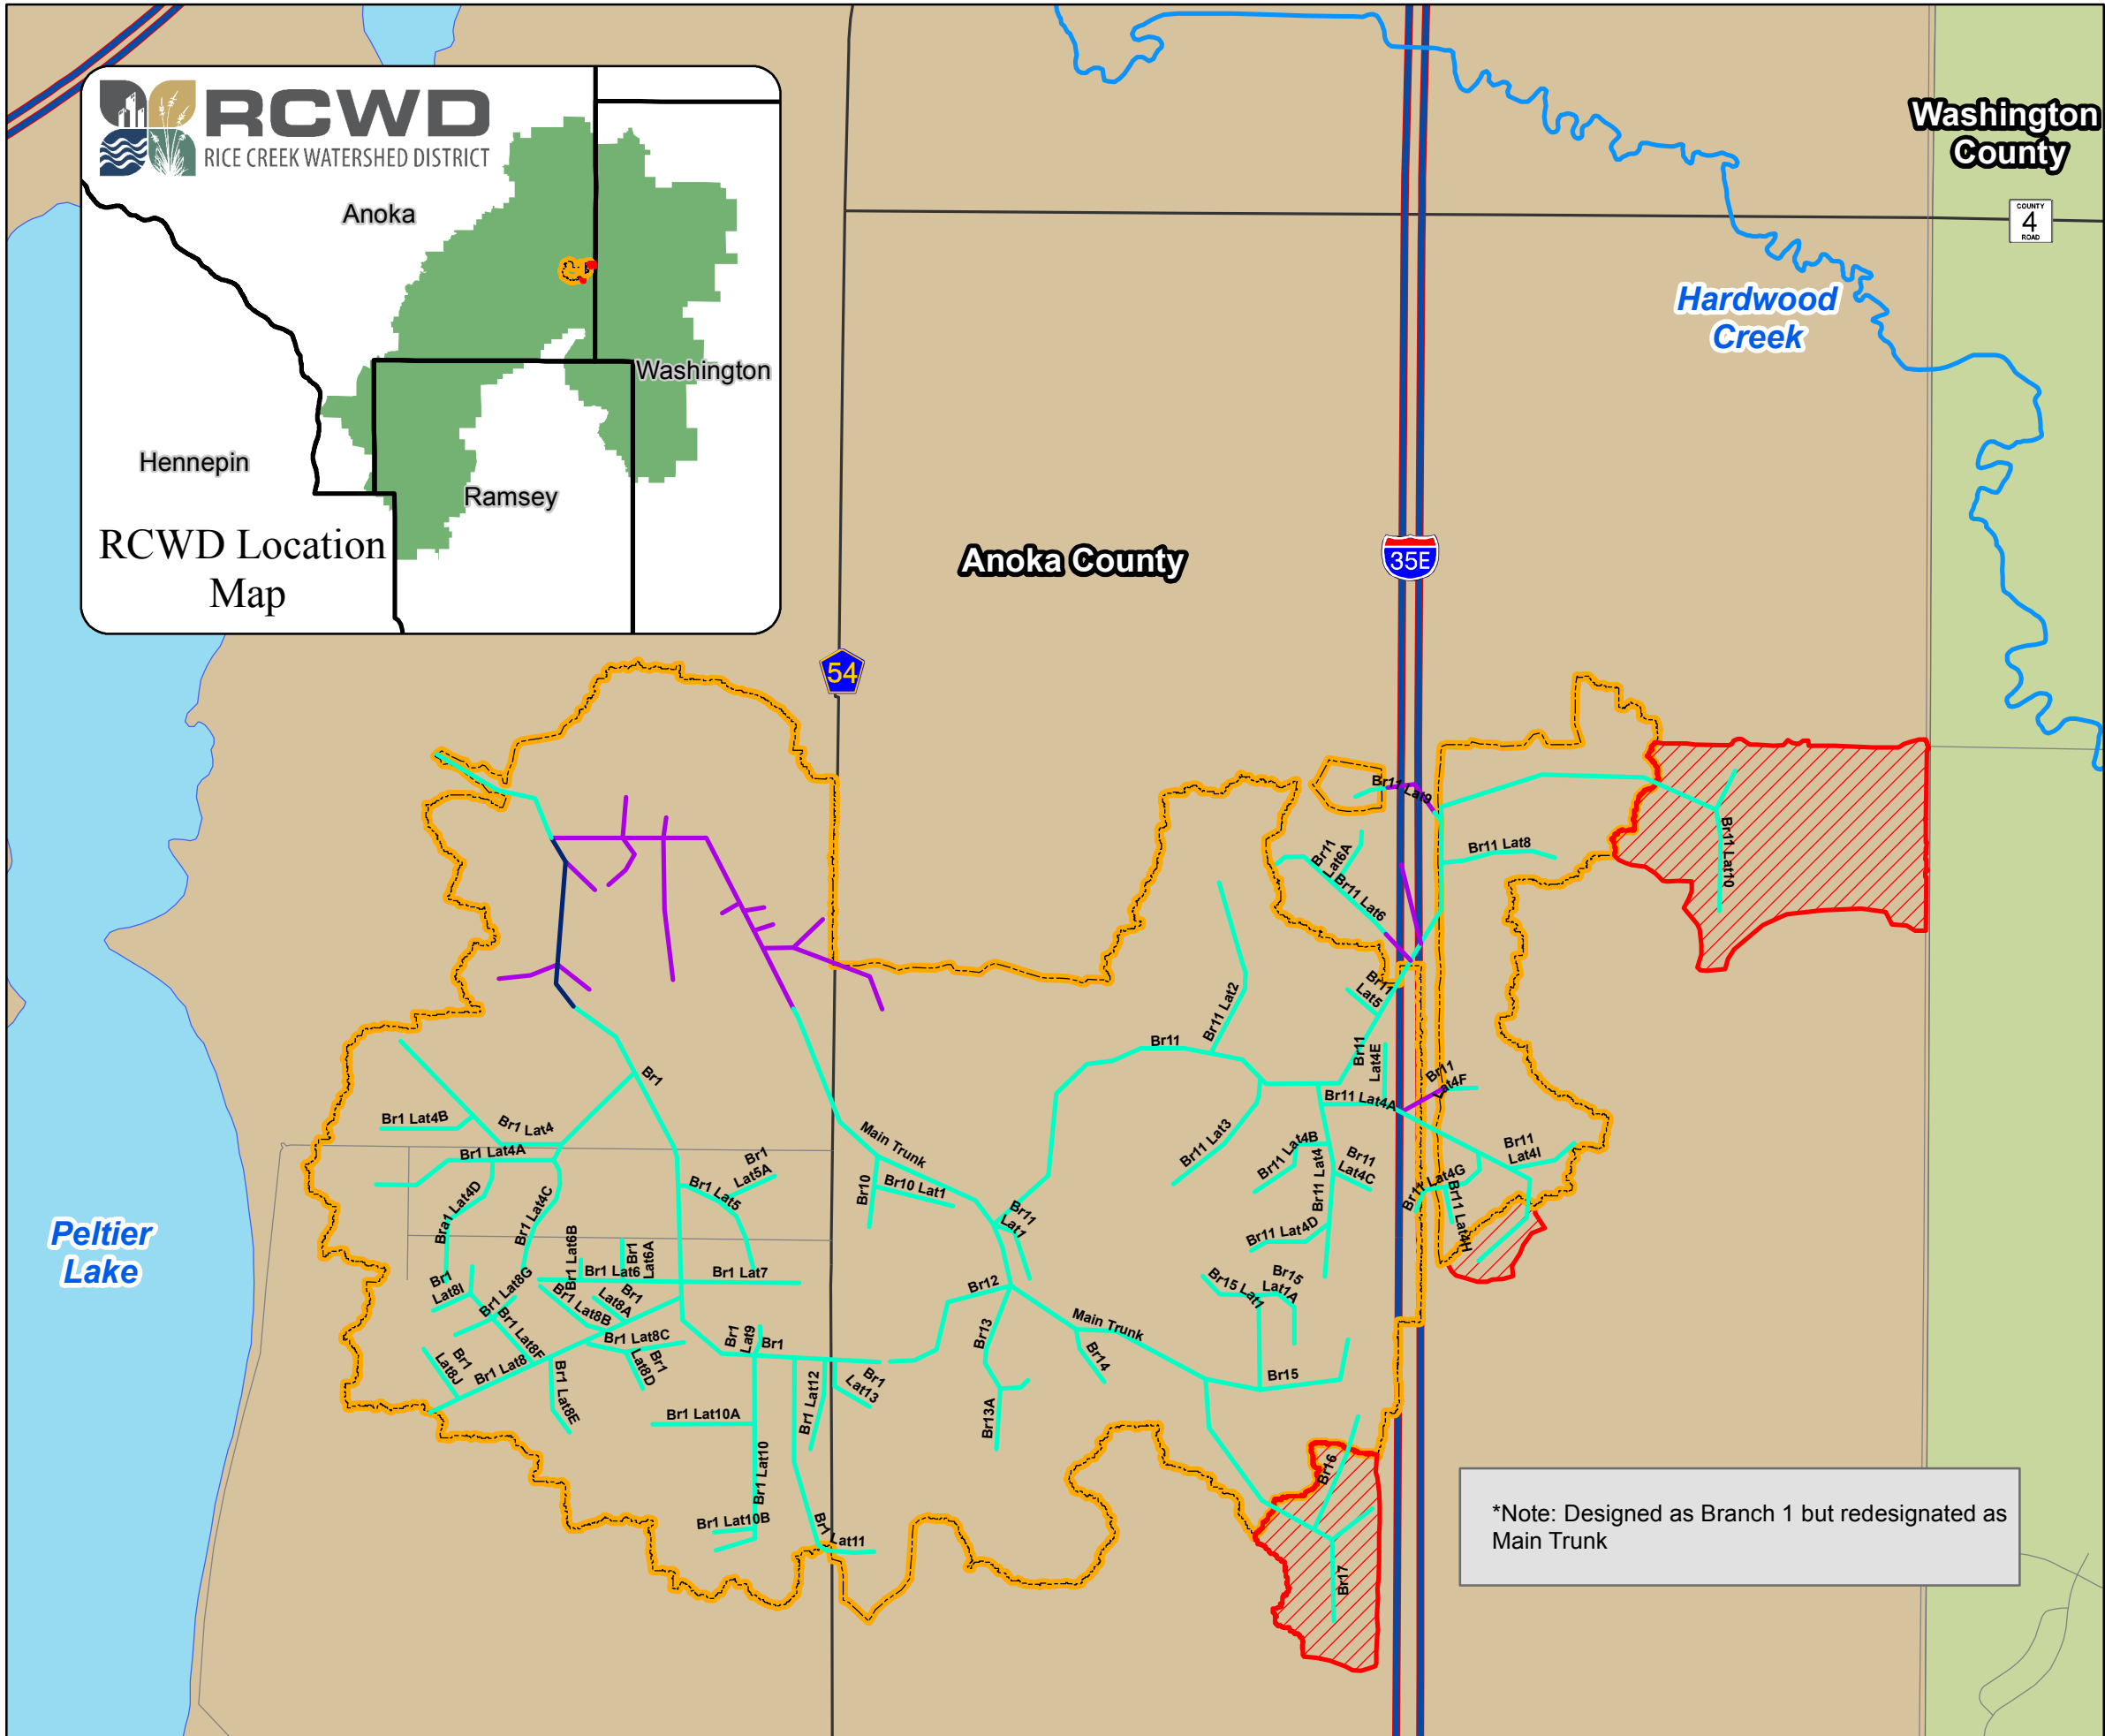 RCWD
RICE CREEK WATERSHED DISTRICT
Anoka
Washington
Hennepin
Ramsey
RCWD Location
Map
Washington
County
COUNTY
4
ROAD
Hardwood
Creek
Anoka County
35E
54
Peltier
Lake
Br11 Lat9
Br11 Lat8
Br11 Lat10
Br11
Lat6A
Br11 Lat6
Br11
Lat5
Br11 Lat2
Br11
Br11
Lat4E
Br11
Lat4F
Br11 Lat4A
Br11 Lat3
Br11 Lat4B
Br11 Lat4
Br11
Lat4C
Br11
Lat4I
Br11 Lat4G
Br11 Lat4H
Br11 Lat4D
Br1
Br1 Lat4B
Br1 Lat4
Br1 Lat4A
Bra1 Lat4D
Br1 Lat4C
Br1
Lat5A
Br1 Lat5
Main Trunk
Br10
Br10 Lat1
Br11
Lat1
Br1 Lat6B
Br1
Lat6A
Br1 Lat6
Br1 Lat7
Br1
Lat8I
Br1 Lat8G
Br1 Lat8B
Br1
Lat8A
Br1 Lat8F
Br1 Lat8C
Br1
Lat8D
Br1
Lat8J
Br1 Lat8
Br1 Lat8E
Br1
Lat9
Br1
Br12
Br13
Main Trunk
Br14
Br15 Lat1
Br15
Lat1A
Br15
Br1
Lat13
Br1 Lat12
Br13A
Br1 Lat10A
Br1 Lat10
Br1 Lat10B
Br1 Lat11
Br16
Br17
*Note: Designed as Branch 1 but redesignated as
Main Trunk